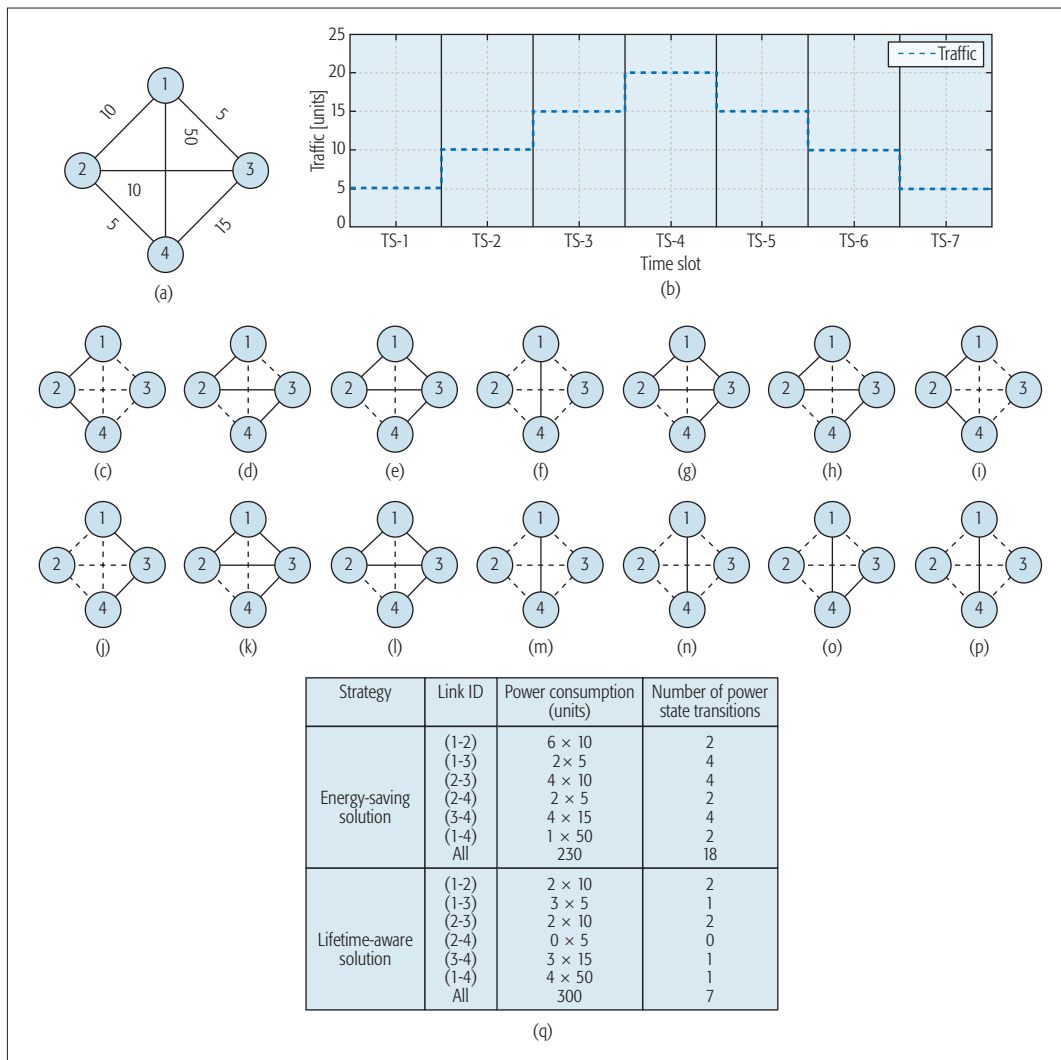 1
10
5
50
2
3
10
5
15
4
(a)
25
20
15
10
5
0
Traffic [units]
Traffic
TS-1 TS-2 TS-3 TS-4 TS-5 TS-6 TS-7
Time slot
(b)
1 1 1 1 1 1 1
2 3 2 3 2 3 2 3 2 3 2 3 2 3
4 4 4 4 4 4 4
(c) (d) (e) (f) (g) (h) (i)
1 1 1 1 1 1 1
2 3 2 3 2 3 2 3 2 3 2 3 2 3
4 4 4 4 4 4 4
(j) (k) (l) (m) (n) (o) (p)
Strategy Link ID Power consumption (units) Number of power state transitions
Energy-saving solution
(1-2) 6 × 10 2
(1-3) 2× 5 4
(2-3) 4 × 10 4
(2-4) 2 × 5 2
(3-4) 4 × 15 4
(1-4) 1 × 50 2
All 230 18
Lifetime-aware solution
(1-2) 2 × 10 2
(1-3) 3 × 5 1
(2-3) 2 × 10 2
(2-4) 0 × 5 0
(3-4) 3 × 15 1
(1-4) 4 × 50 1
All 300 7
(q)